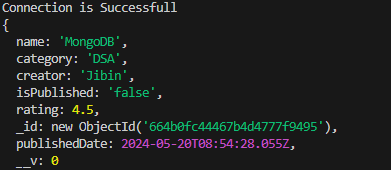 Connection is Successfull
{
  name: 'MongoDB',
  category: 'DSA',
  creator: 'Jibin',
  isPublished: 'false',
  rating: 4.5,
  _id: new ObjectId('664b0fc44467b4d4777f9495'),
  publishedDate: 2024-05-20T08:54:28.055Z,
  __v: 0